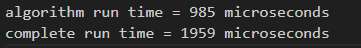 algorithm run time = 985 microseconds
complete run time = 1959 microseconds